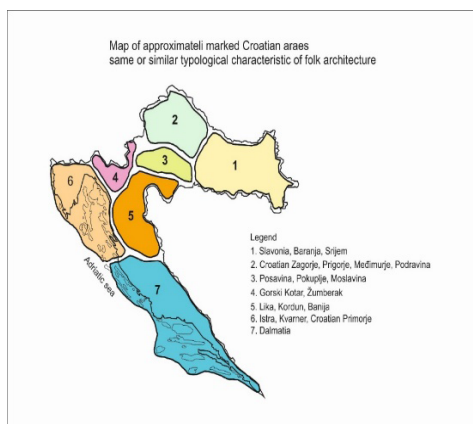 Map of approximateli marked Croatian araes
same or similar typological characteristic of folk architecture
2
1
3
4
6
5
Adriatic sea
7
Legend
1. Slavonia, Baranja, Srijem
2. Croatian Zagorje, Prigorje, Međimurje, Podravina
3. Posavina, Pokuplje, Moslavina
4. Gorski Kotar, Žumberak
5. Lika, Kordun, Banija
6. Istra, Kvarner, Croatian Primorje
7. Dalmatia